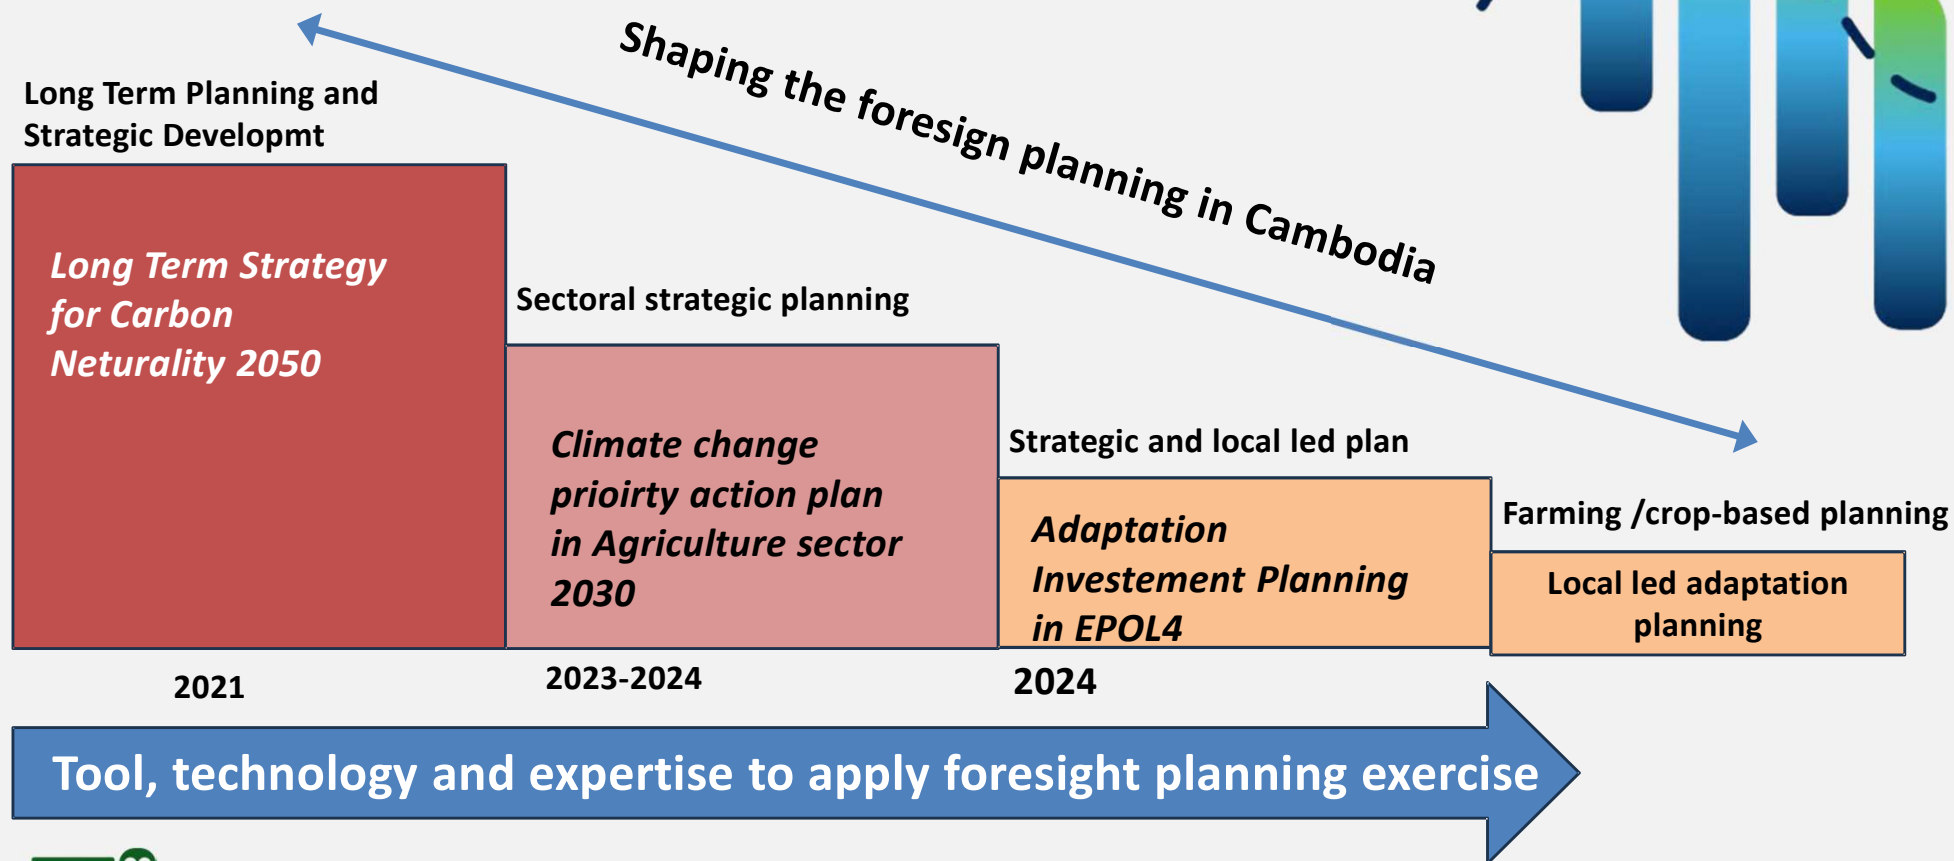 Shaping the foresign planning in Cambodia
Long Term Planning and
Strategic Developmt
Long Term Strategy
for Carbon
Neturality 2050
Sectoral strategic planning
Climate change
prioirty action plan
in Agriculture sector
2030
Strategic and local led plan
Adaptation
Investement Planning
in EPOL4
Farming /crop-based planning
Local led adaptation
planning
2021
2023-2024
2024
Tool, technology and expertise to apply foresight planning exercise